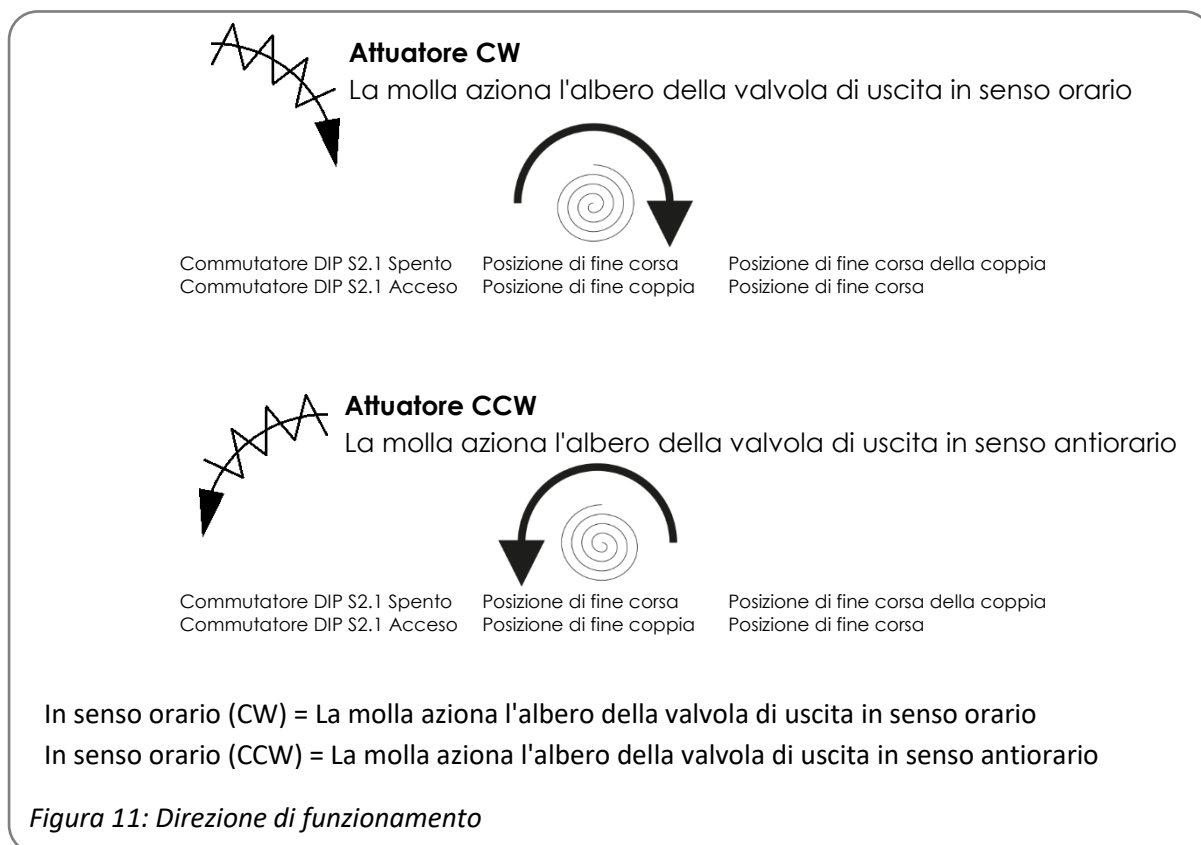 Attuatore CW
La molla aziona l'albero della valvola di uscita in senso orario
Commutatore DIP S2.1 Spento Posizione di fine corsa Posizione di fine corsa della coppia
Commutatore DIP S2.1 Acceso Posizione di fine coppia Posizione di fine corsa
Attuatore CCW
La molla aziona l'albero della valvola di uscita in senso antiorario
Commutatore DIP S2.1 Spento Posizione di fine corsa Posizione di fine corsa della coppia
Commutatore DIP S2.1 Acceso Posizione di fine coppia Posizione di fine corsa
In senso orario (CW) = La molla aziona l'albero della valvola di uscita in senso orario
In senso orario (CCW) = La molla aziona l'albero della valvola di uscita in senso antiorario
Figura 11: Direzione di funzionamento